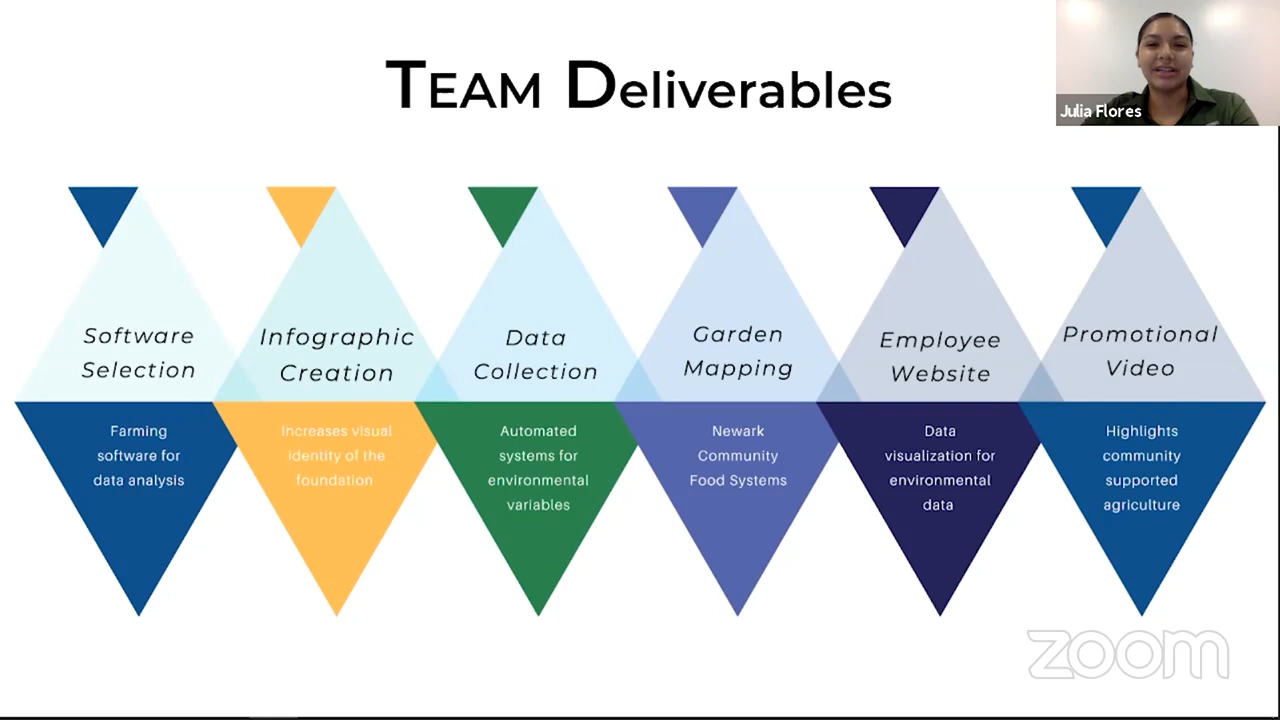 TEAM Deliverables
Julia Flores
Software
Selection
Infographic
Creation
Data
Collection
Garden
Mapping
Employee
Website
Promotional
Video
Farming
software for
data analysis
Increases visual
identity of the
foundation
Automated
systems for
environmental
variables
Newark
Community
Food Systems
Data
visualization for
environmental
data
Highlights
community
supported
agriculture
zoom